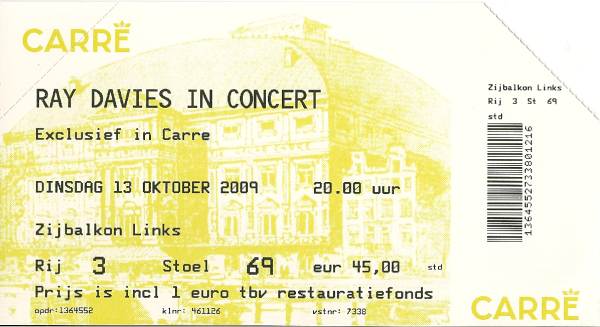 CARRE
RAY DAVIES IN CONCERT
Exclusief in Carre
DINSDAG 13 OKTOBER 2009 20.00 uur
Zijbalkon Links
Rij 3 Stoel 69 eur 45,00 std
Prijs is incl 1 euro tbv restauratiefonds
opdr:1364552 klnr: 461126 vstnr: 7338
Zijbalkon Links
Rij 3 St 69
std
1364552733801216
CARRE